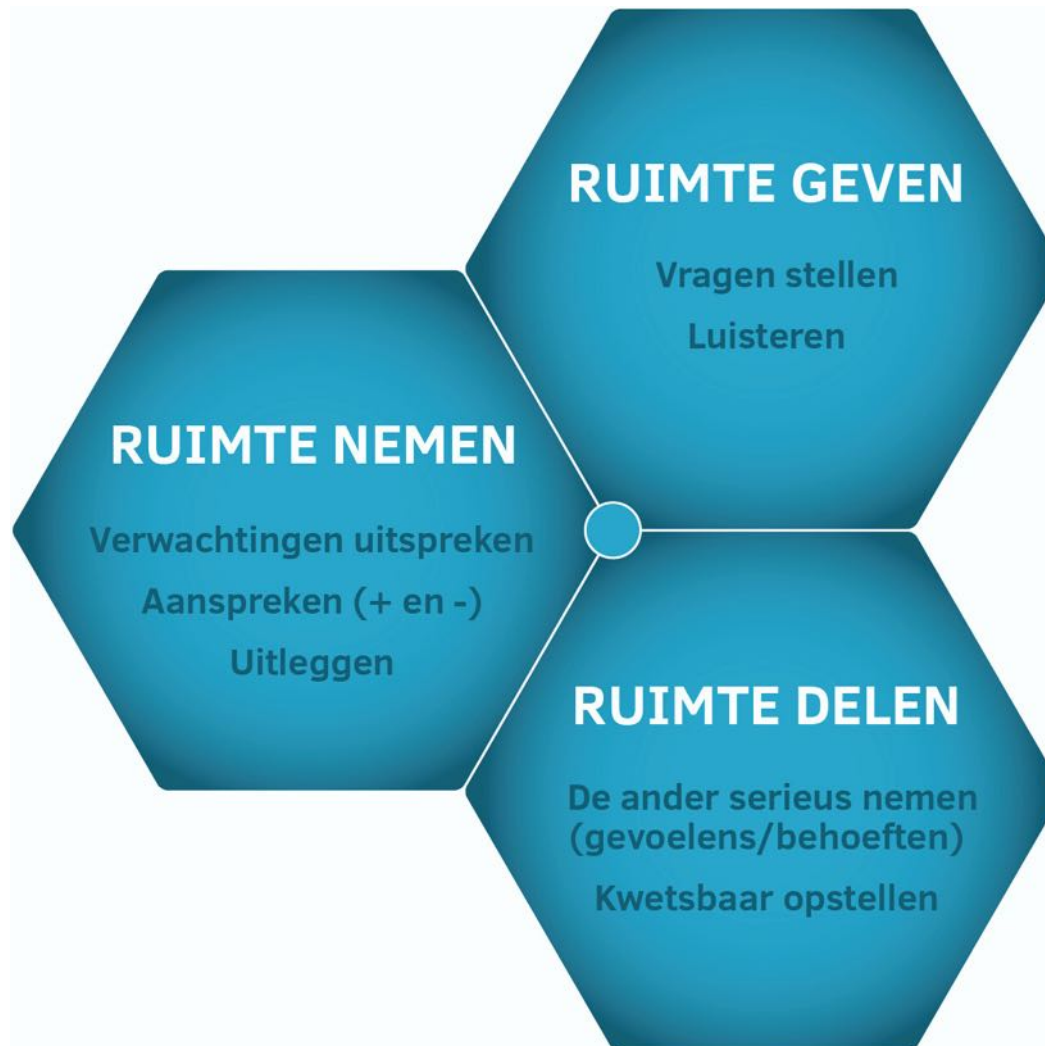 RUIMTE GEVEN
Vragen stellen
Luisteren
RUIMTE NEMEN
Verwachtingen uitspreken
Aanspreken (+ en -)
Uitleggen
RUIMTE DELEN
De ander serieus nemen
(gevoelens/behoeften)
Kwetsbaar opstellen